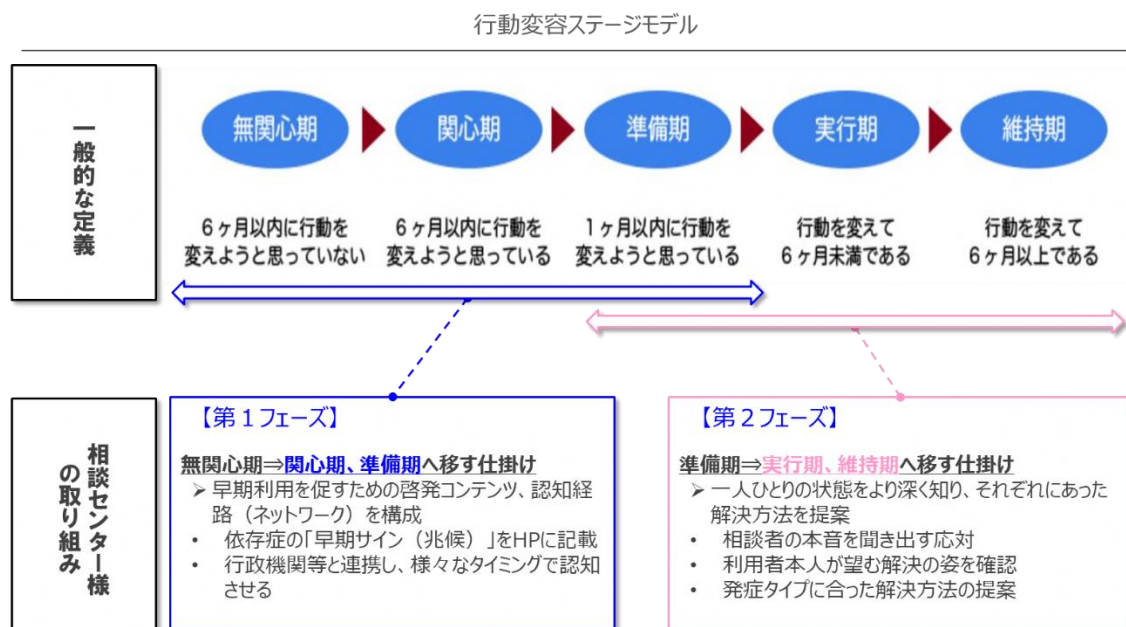 行動変容ステージモデル
一般的な定義
無関心期
関心期
準備期
実行期
維持期
6ヶ月以内に行動を
変えようと思っていない
6ヶ月以内に行動を
変えようと思っている
1ヶ月以内に行動を
変えようと思っている
行動を変えて
6ヶ月未満である
行動を変えて
6ヶ月以上である
相談センター様
の取り組み
【第1フェーズ】
無関心期⇒関心期、準備期へ移す仕掛け
➢ 早期利用を促すための啓発コンテンツ、認知経
路（ネットワーク）を構成
• 依存症の「早期サイン（兆候）」をHPに記載
• 行政機関等と連携し、様々なタイミングで認知
させる
【第2フェーズ】
準備期⇒実行期、維持期へ移す仕掛け
➢ 一人ひとりの状態をより深く知り、それぞれにあった
解決方法を提案
• 相談者の本音を聞き出す応対
• 利用者本人が望む解決の姿を確認
• 発症タイプに合った解決方法の提案